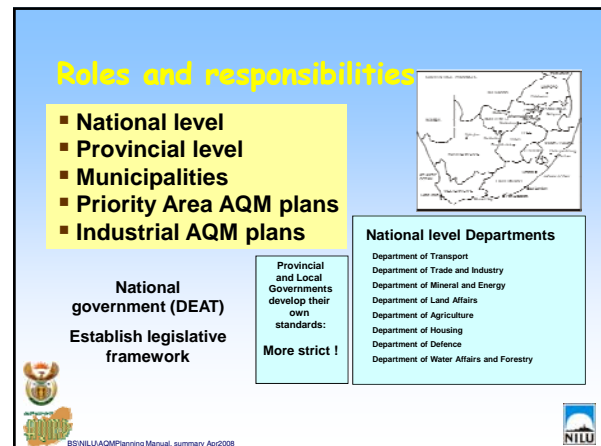 Roles and responsibilities
▪ National level
▪ Provincial level
▪ Municipalities
▪ Priority Area AQM plans
▪ Industrial AQM plans
National
government (DEAT)
Establish legislative
framework
Provincial
and Local
Governments
develop their
own
standards:
More strict !
National level Departments
Department of Transport
Department of Trade and Industry
Department of Mineral and Energy
Department of Land Affairs
Department of Agriculture
Department of Housing
Department of Defence
Department of Water Affairs and Forestry
AQMP
BS\NILU\AQMPlanning Manual, summary Apr2008
NILU